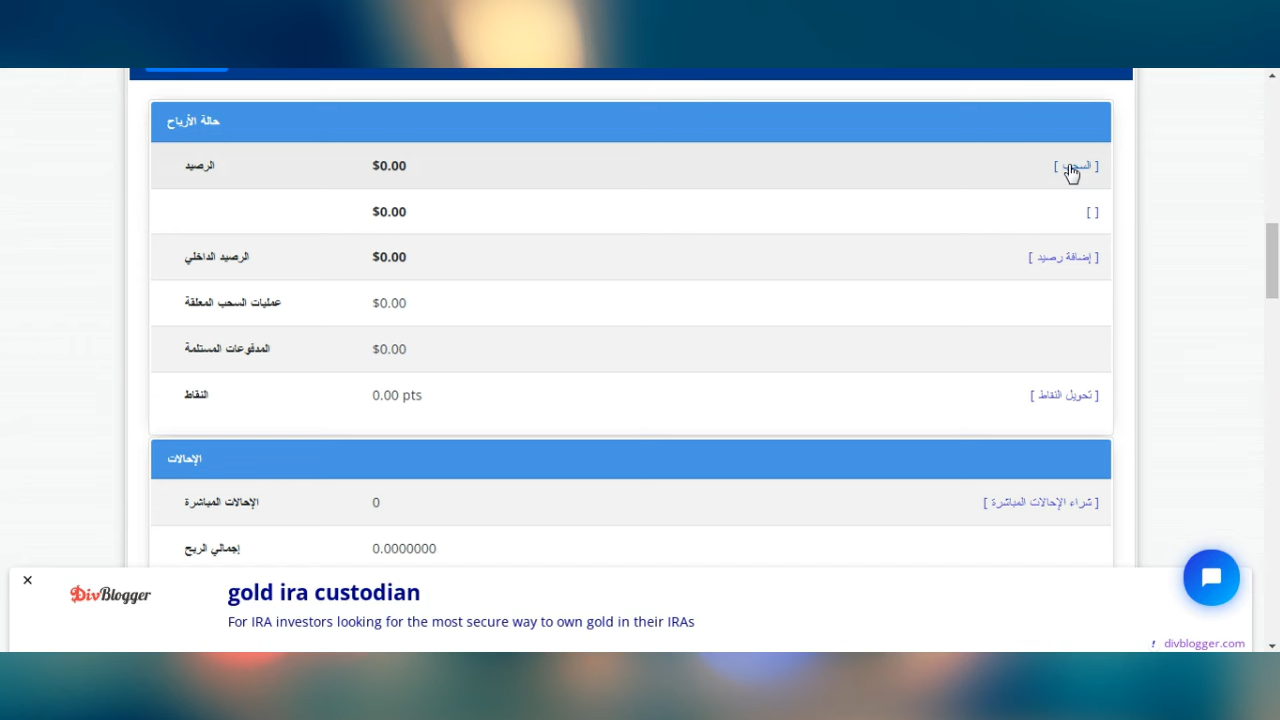 حالة الأرباح
الرصيد $0.00 [ السحب ]
$0.00 [ ]
الرصيد الداخلي $0.00 [ إضافة رصيد ]
عمليات السحب المعلقة $0.00
المدفوعات المستلمة $0.00
النقاط 0.00 pts [ تحويل النقاط ]
الإحالات
الإحالات المباشرة 0 [ شراء الإحالات المباشرة ]
إجمالي الربح 0.0000000
DivBlogger
gold ira custodian
For IRA investors looking for the most secure way to own gold in their IRAs
divblogger.com